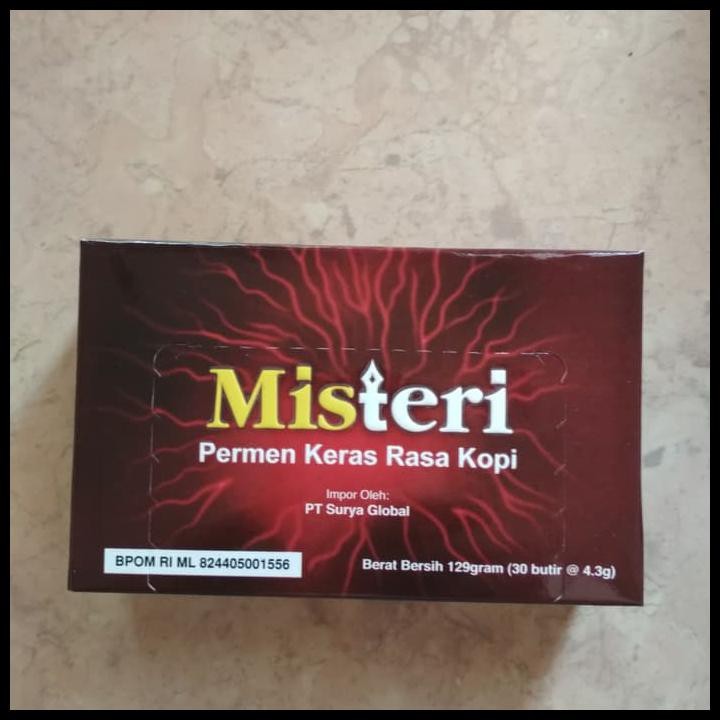 Misteri
Permen Keras Rasa Kopi
Impor Oleh:
PT Surya Global
BPOM RI ML 824405001556
Berat Bersih 129gram (30 butir @ 4.3g)